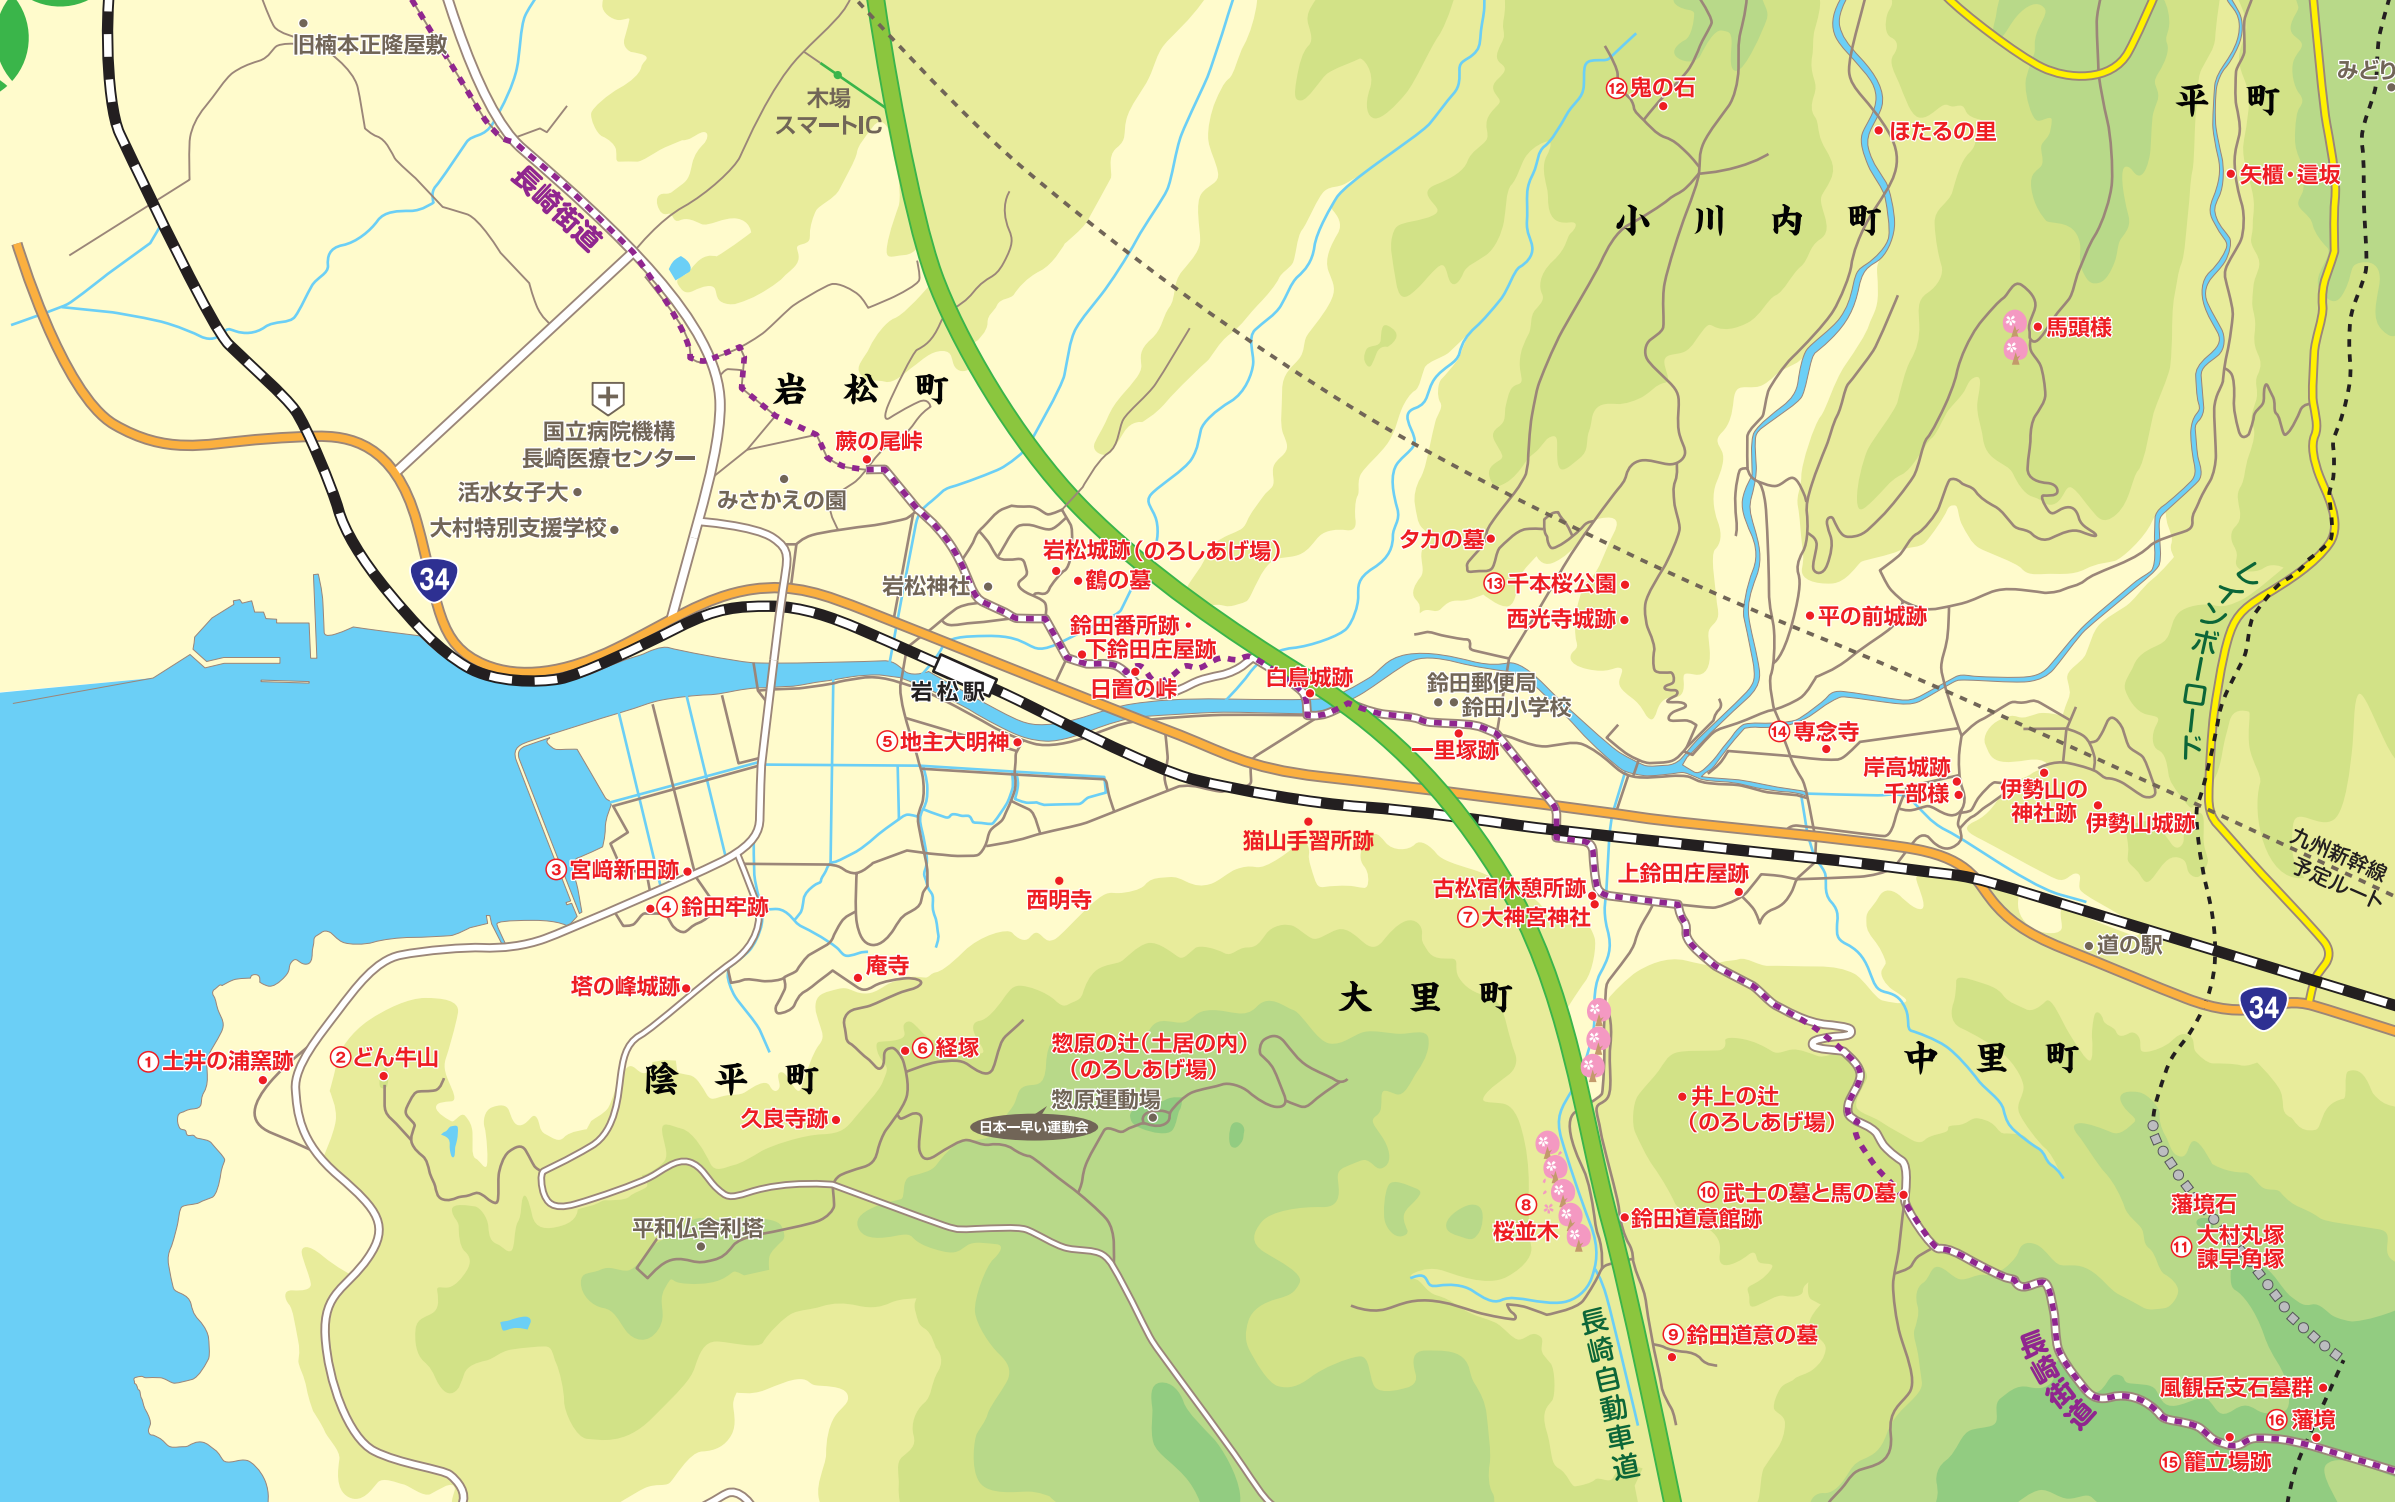 旧楠本正隆屋敷
木場
スマートIC
長崎街道
⑫鬼の石
ほたるの里
平町
みどり
矢櫃・這坂
小川内町
馬頭様
岩松町
国立病院機構
長崎医療センター
蕨の尾峠
活水女子大
みさかえの園
大村特別支援学校
34
岩松城跡(のろしあげ場)
鶴の墓
岩松神社
タカの墓
⑬千本桜公園
西光寺城跡
平の前城跡
レインボーロード
鈴田番所跡・
下鈴田庄屋跡
日置の峠
白鳥城跡
岩松駅
鈴田郵便局
鈴田小学校
⑤地主大明神
一里塚跡
⑭専念寺
岸高城跡
千部様
伊勢山の
神社跡
伊勢山城跡
猫山手習所跡
九州新幹線
予定ルート
③宮﨑新田跡
④鈴田牢跡
西明寺
古松宿休憩所跡
⑦大神宮神社
上鈴田庄屋跡
道の駅
塔の峰城跡
庵寺
大里町
34
①土井の浦窯跡
②どん牛山
⑥経塚
惣原の辻(土居の内)
(のろしあげ場)
惣原運動場
日本一早い運動会
陰平町
久良寺跡
中里町
井上の辻
(のろしあげ場)
⑩武士の墓と馬の墓
⑧
桜並木
鈴田道意館跡
平和仏舎利塔
藩境石
⑪
大村丸塚
諫早角塚
長崎自動車道
⑨鈴田道意の墓
長崎街道
風観岳支石墓群
⑯藩境
⑮籠立場跡